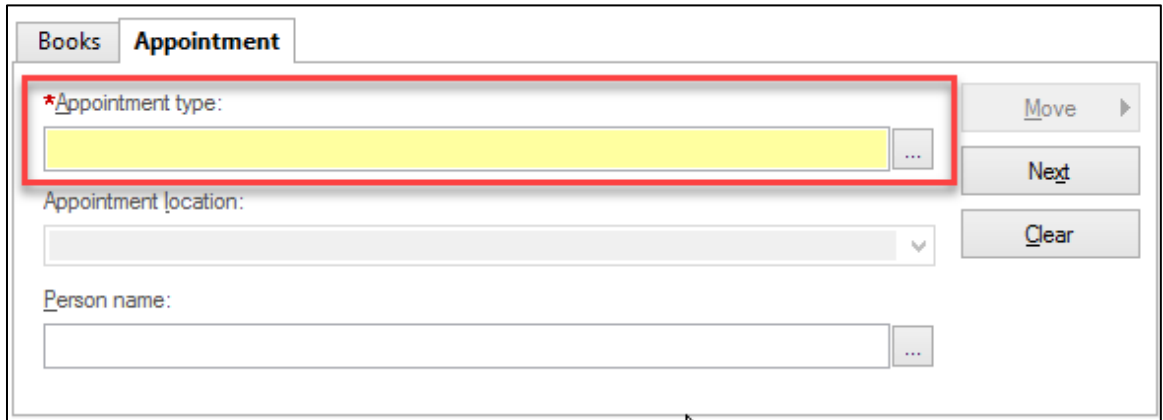 Books Appointment
*Appointment type:
...
Move
Next
Appointment location:
Clear
Person name:
...